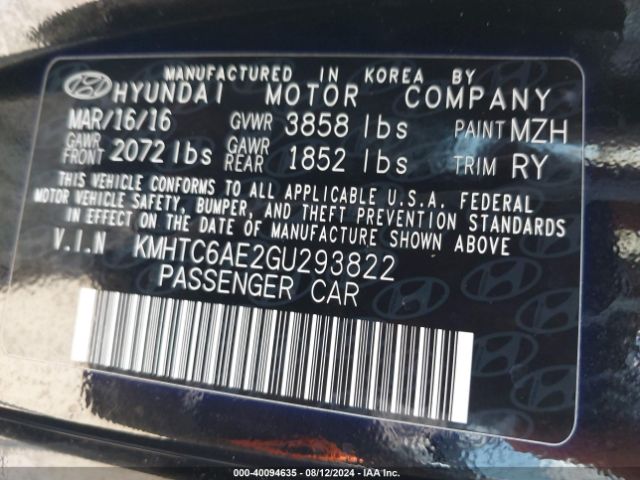 MANUFACTURED IN KOREA BY
HYUNDAI MOTOR COMPANY
MAR/16/16 GVWR 3858 lbs PAINT MZH
GAWR FRONT 2072 lbs GAWR REAR 1852 lbs TRIM RY
THIS VEHICLE CONFORMS TO ALL APPLICABLE U.S.A. FEDERAL
MOTOR VEHICLE SAFETY, BUMPER, AND THEFT PREVENTION STANDARDS
IN EFFECT ON THE DATE OF MANUFACTURE SHOWN ABOVE
V.I.N KMHTC6AE2GU293822
PASSENGER CAR
000-40094635 - 08/12/2024 - IAA Inc.